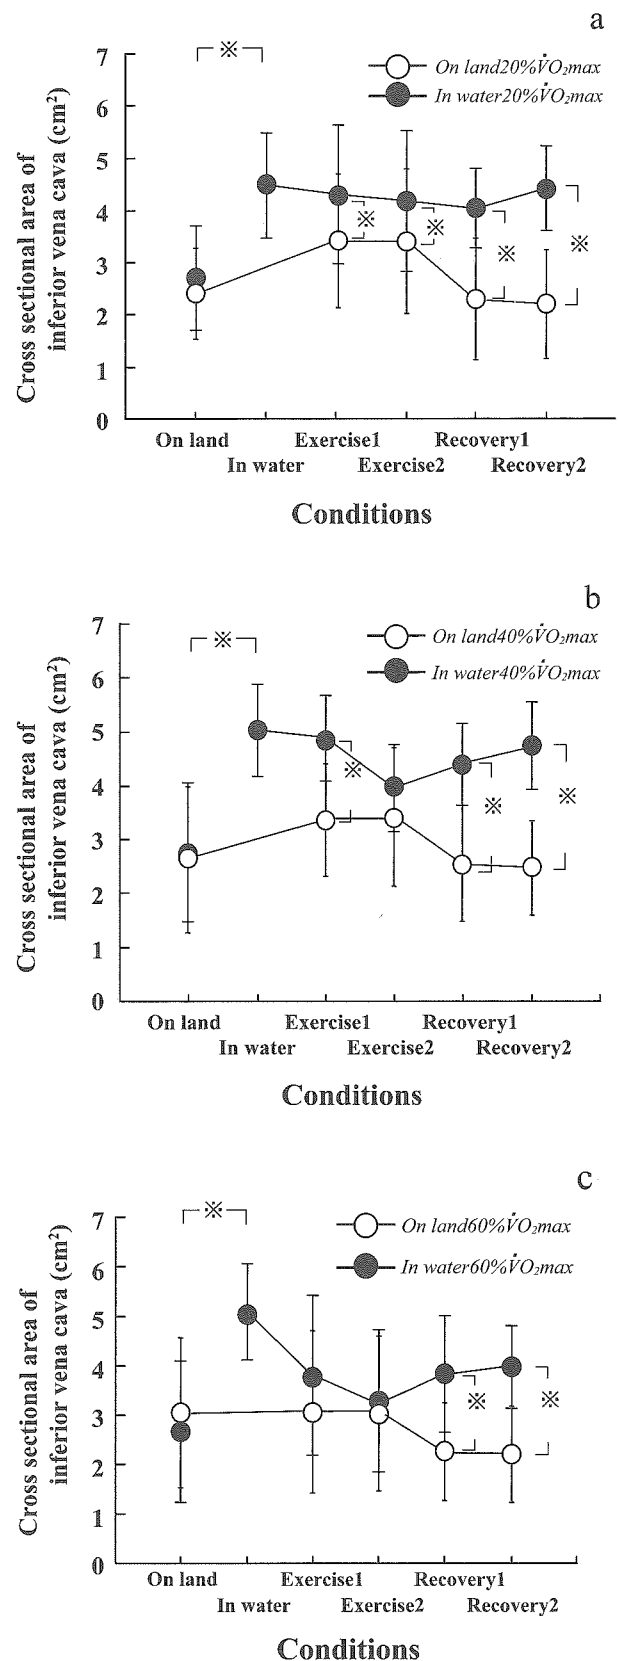 a
7
6
5
4
3
2
1
0
Cross sectional area of
inferior vena cava (cm²)
※
On land20%V̇O₂max
In water20%V̇O₂max
※
※
※
※
On land
Exercise1
Recovery1
In water
Exercise2
Recovery2
Conditions
b
7
6
5
4
3
2
1
0
Cross sectional area of
inferior vena cava (cm²)
※
On land40%V̇O₂max
In water40%V̇O₂max
※
※
※
On land
Exercise1
Recovery1
In water
Exercise2
Recovery2
Conditions
c
7
6
5
4
3
2
1
0
Cross sectional area of
inferior vena cava (cm²)
※
On land60%V̇O₂max
In water60%V̇O₂max
※
※
On land
Exercise1
Recovery1
In water
Exercise2
Recovery2
Conditions